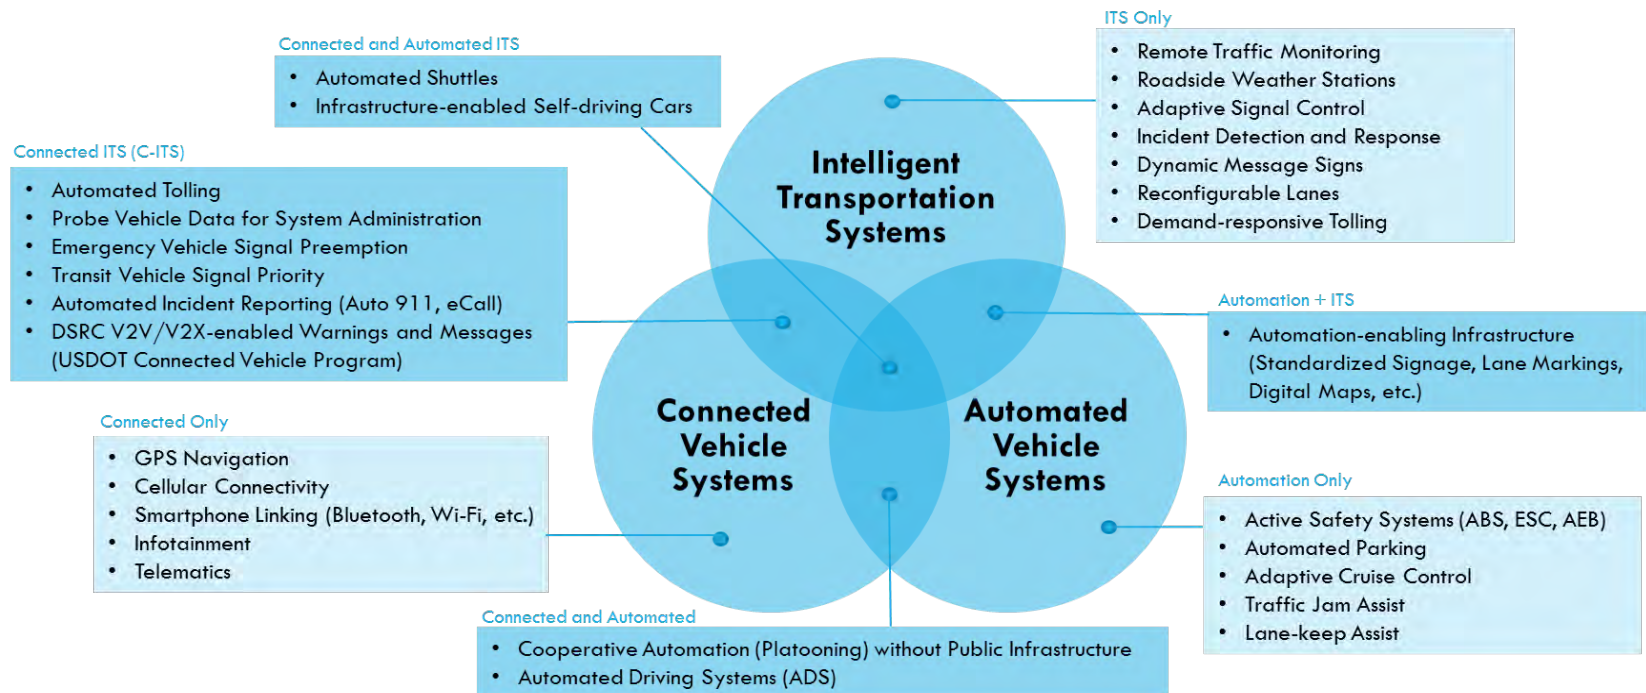 ITS Only
• Remote Traffic Monitoring
• Roadside Weather Stations
• Adaptive Signal Control
• Incident Detection and Response
• Dynamic Message Signs
• Reconfigurable Lanes
• Demand-responsive Tolling
Connected and Automated ITS
• Automated Shuttles
• Infrastructure-enabled Self-driving Cars
Connected ITS (C-ITS)
• Automated Tolling
• Probe Vehicle Data for System Administration
• Emergency Vehicle Signal Preemption
• Transit Vehicle Signal Priority
• Automated Incident Reporting (Auto 911, eCall)
• DSRC V2V/V2X-enabled Warnings and Messages
(USDOT Connected Vehicle Program)
Intelligent
Transportation
Systems
Automation + ITS
• Automation-enabling Infrastructure
(Standardized Signage, Lane Markings,
Digital Maps, etc.)
Connected
Vehicle
Systems
Automated
Vehicle
Systems
Connected Only
• GPS Navigation
• Cellular Connectivity
• Smartphone Linking (Bluetooth, Wi-Fi, etc.)
• Infotainment
• Telematics
Automation Only
• Active Safety Systems (ABS, ESC, AEB)
• Automated Parking
• Adaptive Cruise Control
• Traffic Jam Assist
• Lane-keep Assist
Connected and Automated
• Cooperative Automation (Platooning) without Public Infrastructure
• Automated Driving Systems (ADS)